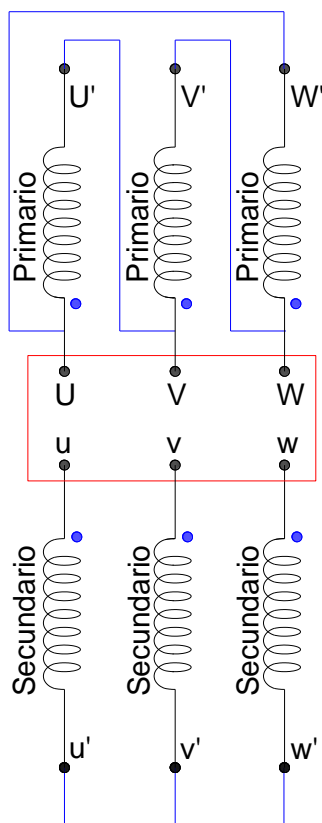 U' V' W'
Primario Primario Primario
U V W
u v w
Secundario Secundario Secundario
u' v' w'